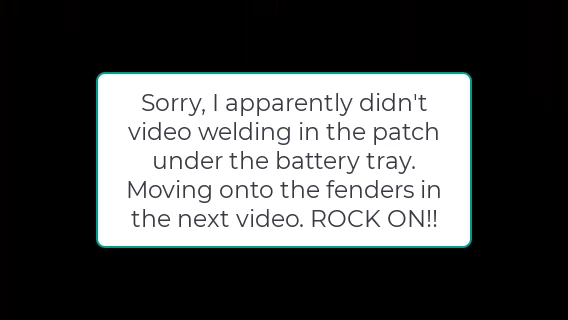 Sorry, I apparently didn't
video welding in the patch
under the battery tray.
Moving onto the fenders in
the next video. ROCK ON!!